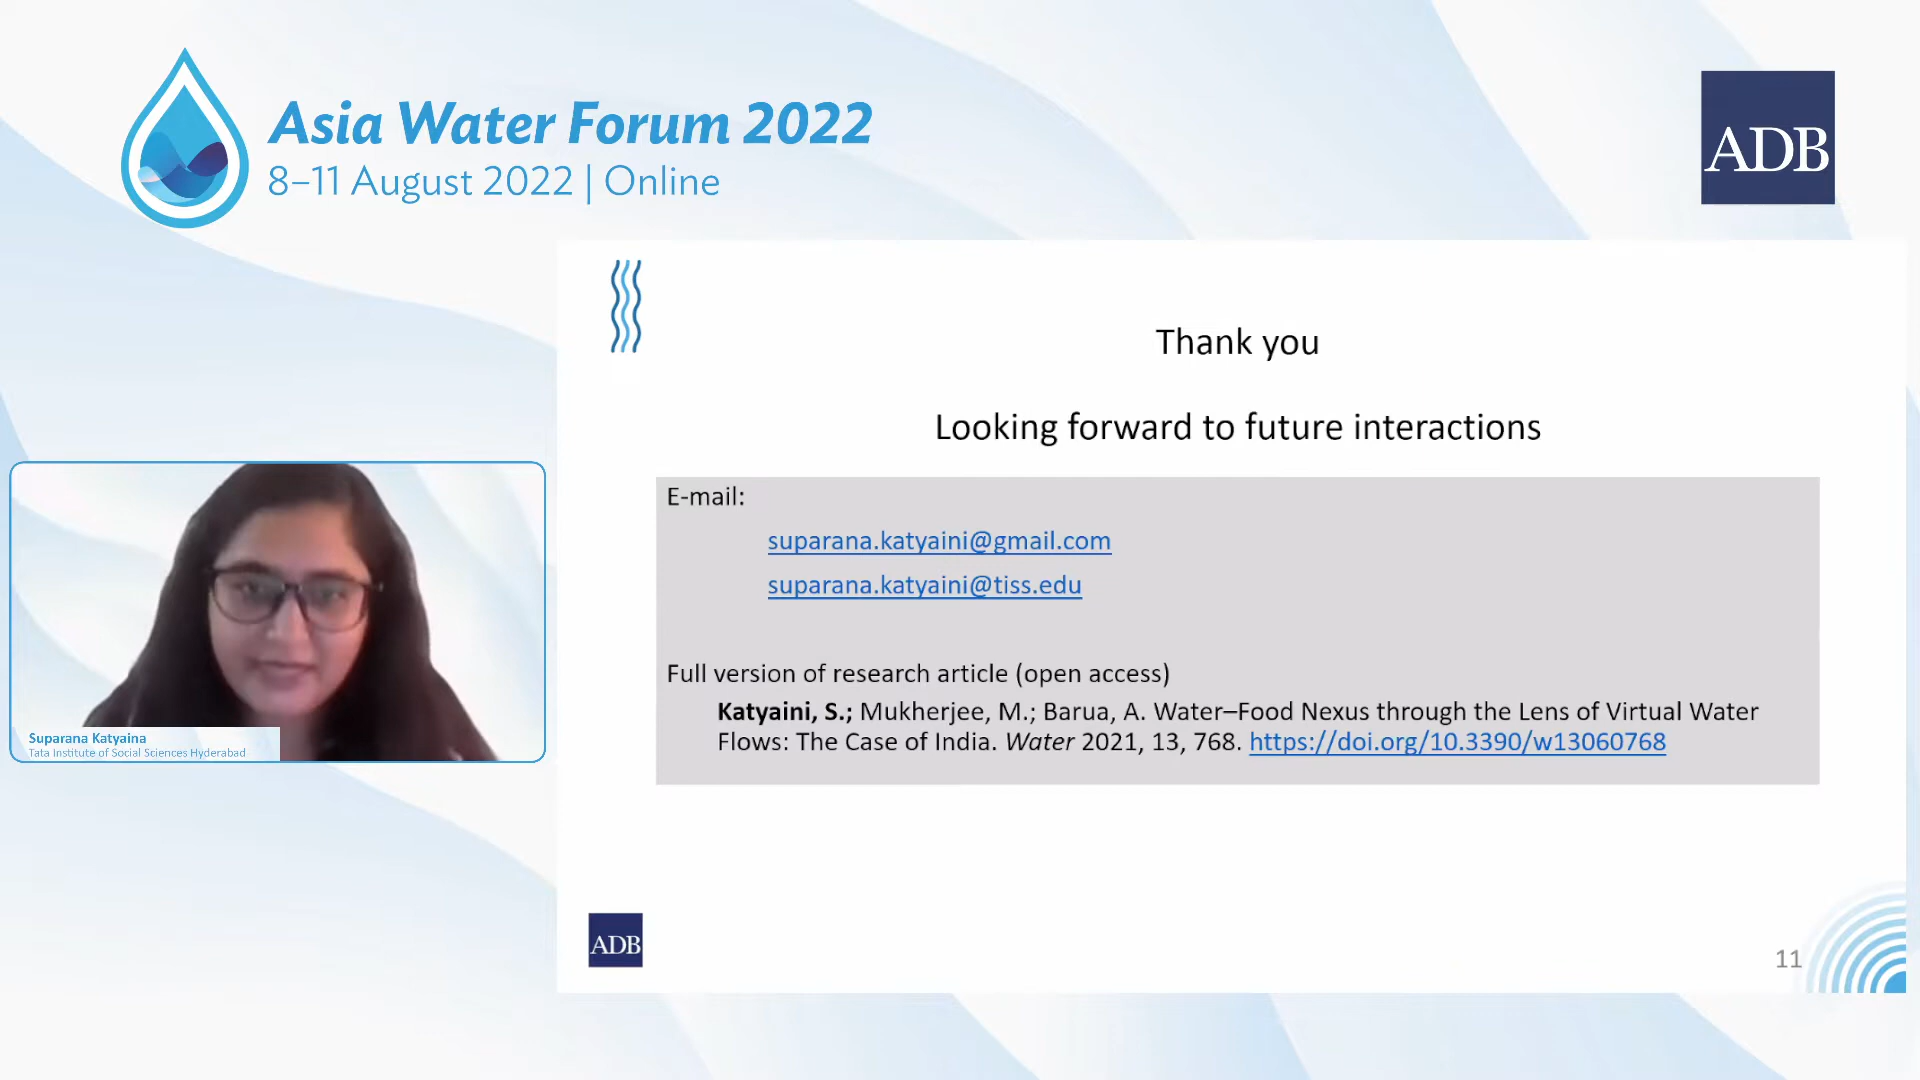 Asia Water Forum 2022
8–11 August 2022 | Online
ADB
Thank you
Looking forward to future interactions
E-mail:
suparana.katyaini@gmail.com
suparana.katyaini@tiss.edu
Full version of research article (open access)
Katyaini, S.; Mukherjee, M.; Barua, A. Water–Food Nexus through the Lens of Virtual Water
Flows: The Case of India. Water 2021, 13, 768. https://doi.org/10.3390/w13060768
Suparana Katyaina
Tata Institute of Social Sciences Hyderabad
ADB
11